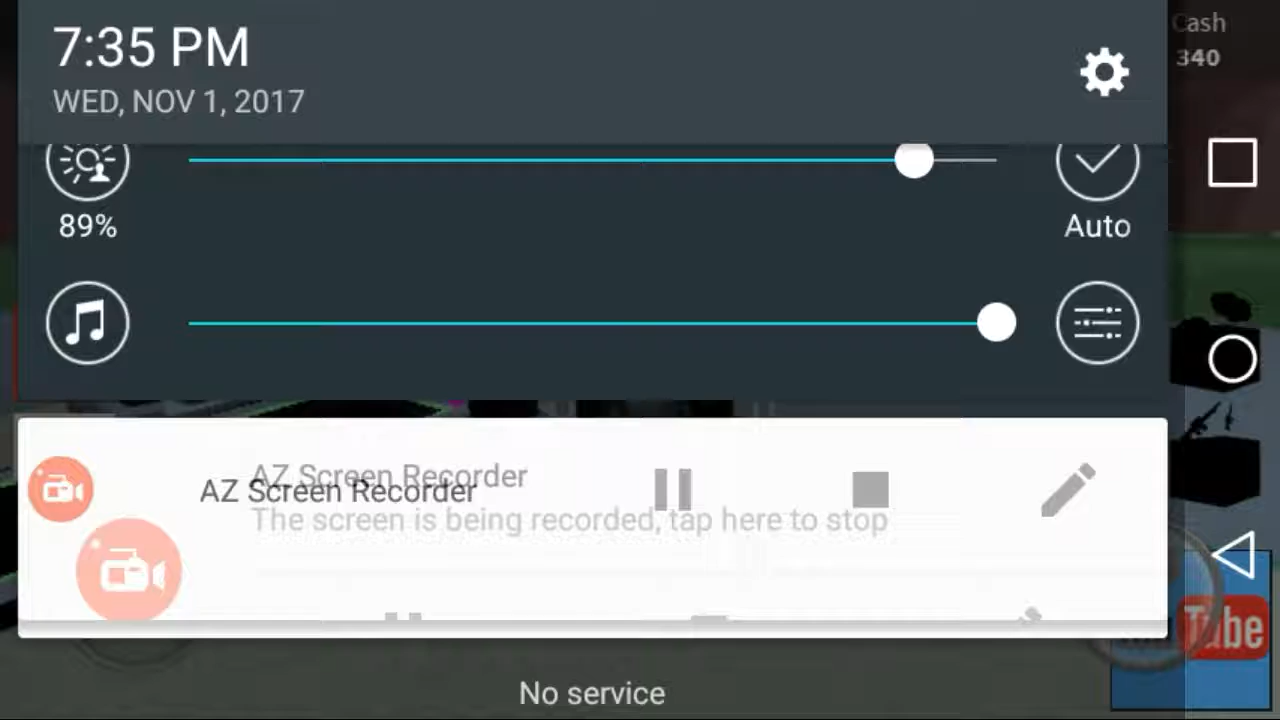 7:35 PM
WED, NOV 1, 2017
Cash
340
89%
Auto
AZ Screen Recorder
AZ Screen Recorder
The screen is being recorded, tap here to stop
Tube
No service